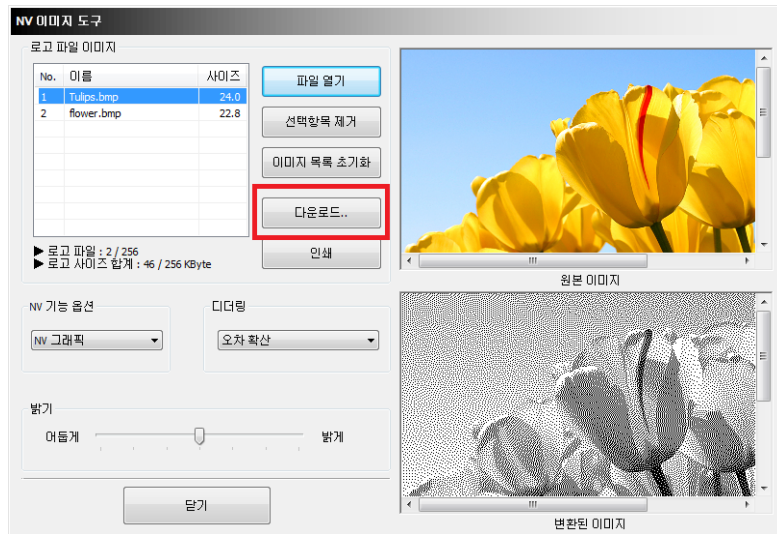 NV 이미지 도구
로고 파일 이미지
No. 이름 사이즈
1 Tulips.bmp 24.0
2 flower.bmp 22.8
파일 열기
선택항목 제거
이미지 목록 초기화
다운로드..
인쇄
▶ 로고 파일 : 2 / 256
▶ 로고 사이즈 합계 : 46 / 256 KByte
원본 이미지
NV 기능 옵션
NV 그래픽
디더링
오차 확산
밝기
어둡게 밝게
닫기
변환된 이미지